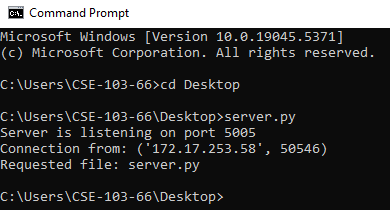 Command Prompt
Microsoft Windows [Version 10.0.19045.5371]
(c) Microsoft Corporation. All rights reserved.
C:\Users\CSE-103-66>cd Desktop
C:\Users\CSE-103-66\Desktop>server.py
Server is listening on port 5005
Connection from: ('172.17.253.58', 50546)
Requested file: server.py
C:\Users\CSE-103-66\Desktop>